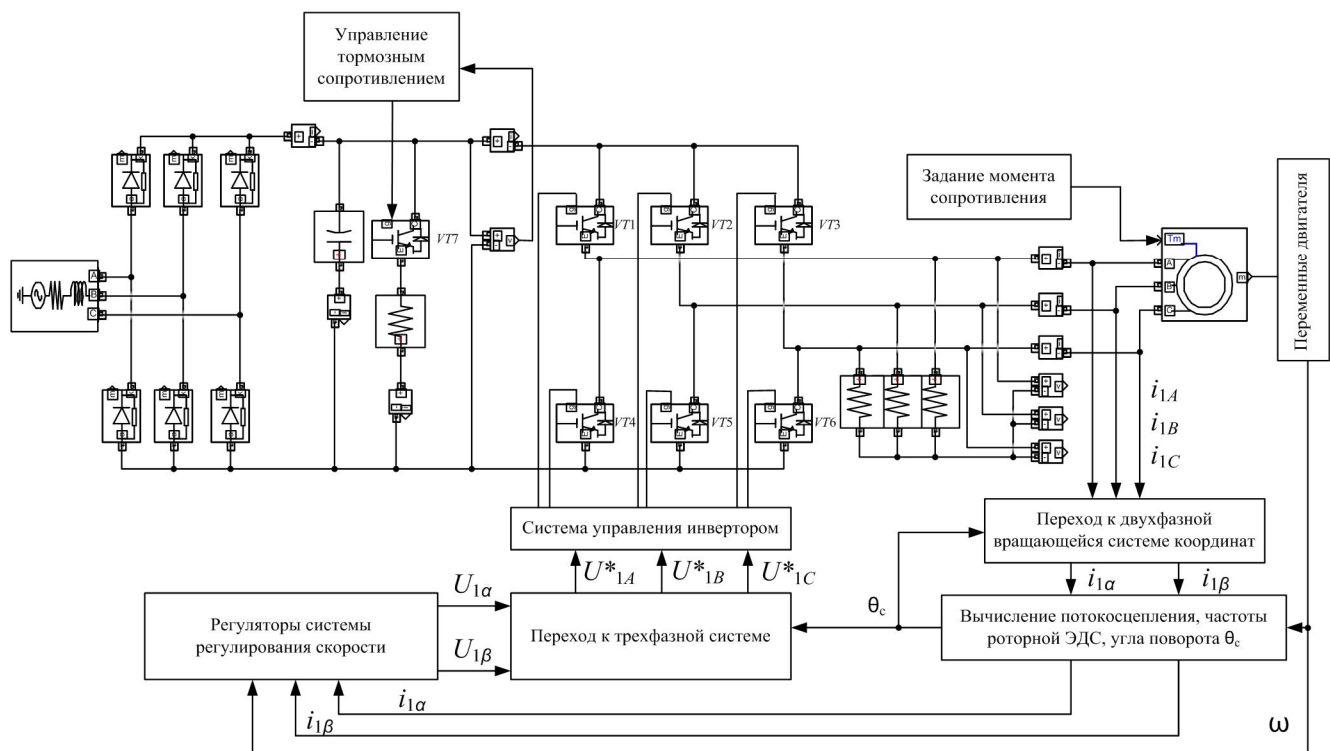 Управление
тормозным
сопротивлением
Задание момента
сопротивления
Переменные двигателя
VT1
VT2
VT3
VT7
Tm
A
B
C
m
A
B
C
VT4
VT5
VT6
i1A
i1B
i1C
Система управления инвертором
Переход к двухфазной
вращающейся системе координат
U*1A
U*1B
U*1C
i1α
i1β
U1α
θc
Регуляторы системы
регулирования скорости
Переход к трехфазной системе
Вычисление потокосцепления, частоты
роторной ЭДС, угла поворота θc
U1β
i1α
i1β
ω